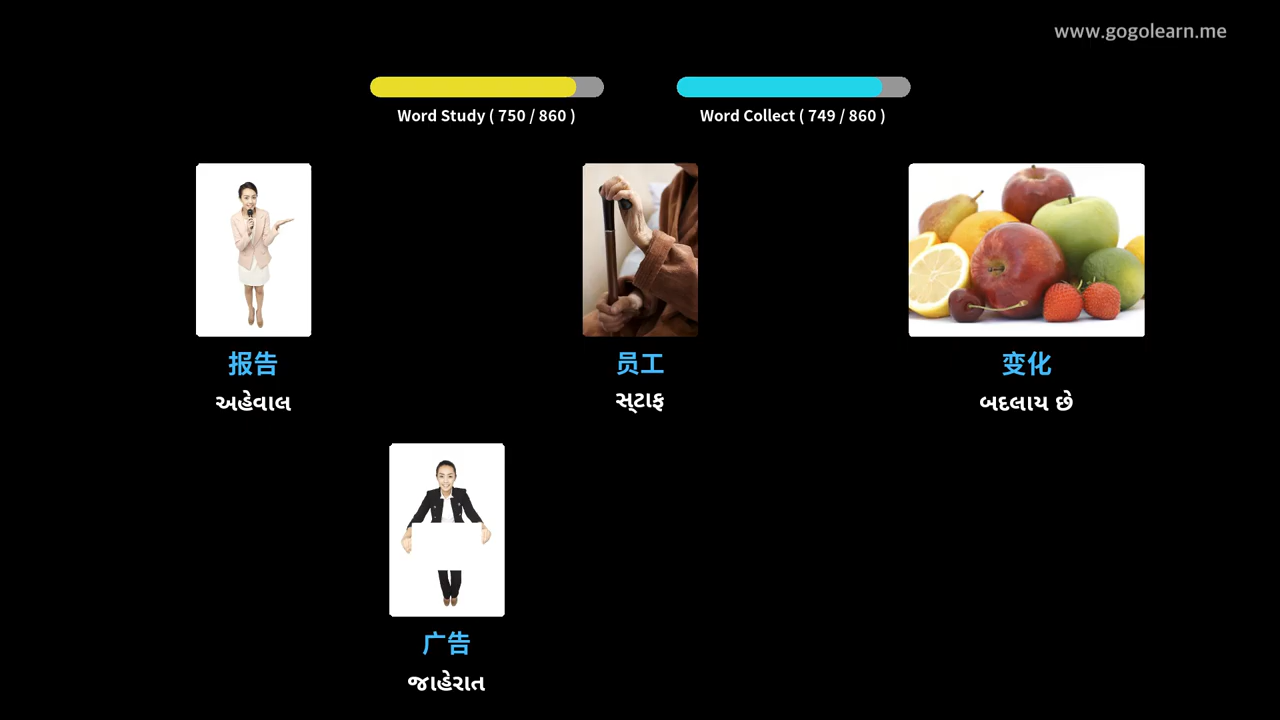 www.gogolearn.me
Word Study ( 750 / 860 )
Word Collect ( 749 / 860 )
报告
અહેવાલ
员工
સ્ટાફ
变化
બદલાય છે
广告
જાહેરાત